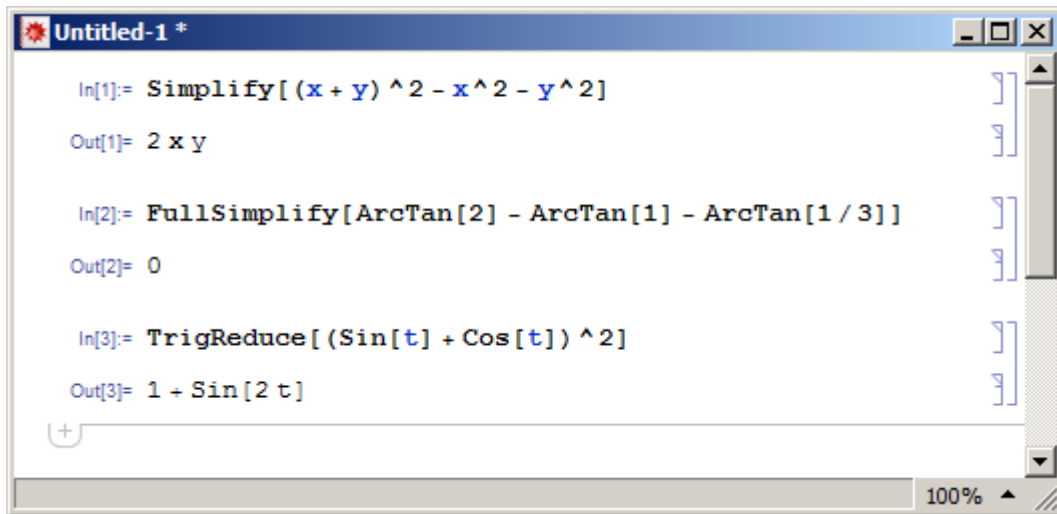 Untitled-1 *
In[1]:= Simplify[(x + y)^2 - x^2 - y^2]
Out[1]= 2 x y
In[2]:= FullSimplify[ArcTan[2] - ArcTan[1] - ArcTan[1/3]]
Out[2]= 0
In[3]:= TrigReduce[(Sin[t] + Cos[t])^2]
Out[3]= 1 + Sin[2 t]
100%